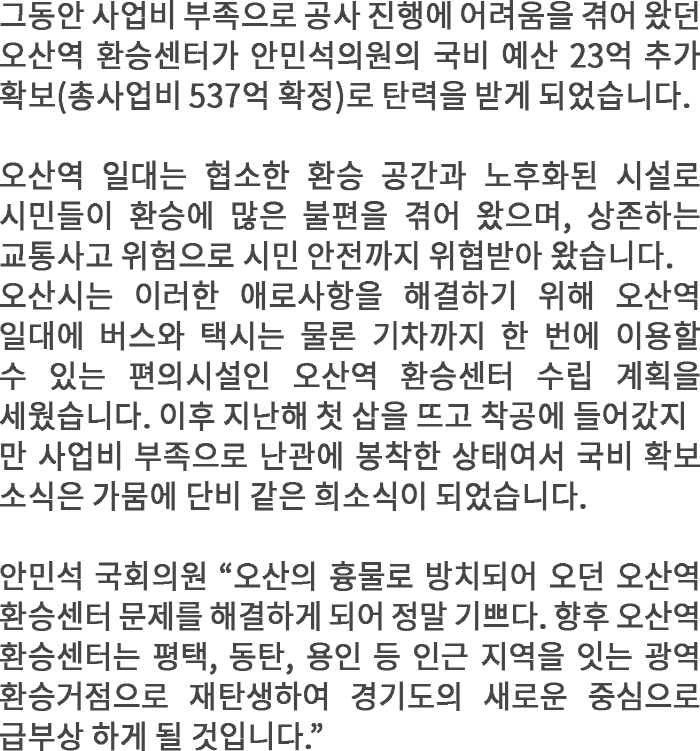 그동안 사업비 부족으로 공사 진행에 어려움을 겪어 왔던
오산역 환승센터가 안민석의원의 국비 예산 23억 추가
확보(총사업비 537억 확정)로 탄력을 받게 되었습니다.
오산역 일대는 협소한 환승 공간과 노후화된 시설로
시민들이 환승에 많은 불편을 겪어 왔으며, 상존하는
교통사고 위험으로 시민 안전까지 위협받아 왔습니다.
오산시는 이러한 애로사항을 해결하기 위해 오산역
일대에 버스와 택시는 물론 기차까지 한 번에 이용할
수 있는 편의시설인 오산역 환승센터 수립 계획을
세웠습니다. 이후 지난해 첫 삽을 뜨고 착공에 들어갔지
만 사업비 부족으로 난관에 봉착한 상태여서 국비 확보
소식은 가뭄에 단비 같은 희소식이 되었습니다.
안민석 국회의원 “오산의 흉물로 방치되어 오던 오산역
환승센터 문제를 해결하게 되어 정말 기쁘다. 향후 오산역
환승센터는 평택, 동탄, 용인 등 인근 지역을 잇는 광역
환승거점으로 재탄생하여 경기도의 새로운 중심으로
급부상 하게 될 것입니다.”